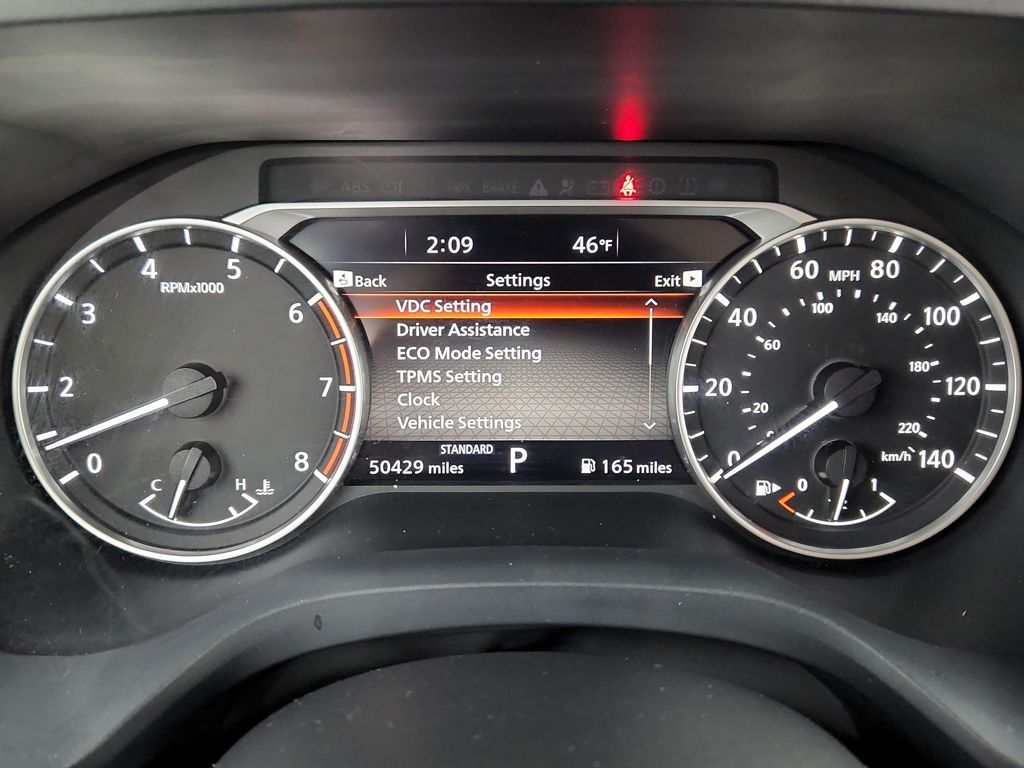 ABS PARK BRAKE
2:09 46°F
Back Settings Exit
VDC Setting
Driver Assistance
ECO Mode Setting
TPMS Setting
Clock
Vehicle Settings
STANDARD
50429 miles P 165 miles
RPMx1000
0 2 3 4 5 6 7 8
C H
MPH
0 20 40 60 80 100 120 140
20 60 100 140 180 220
km/h
0 1